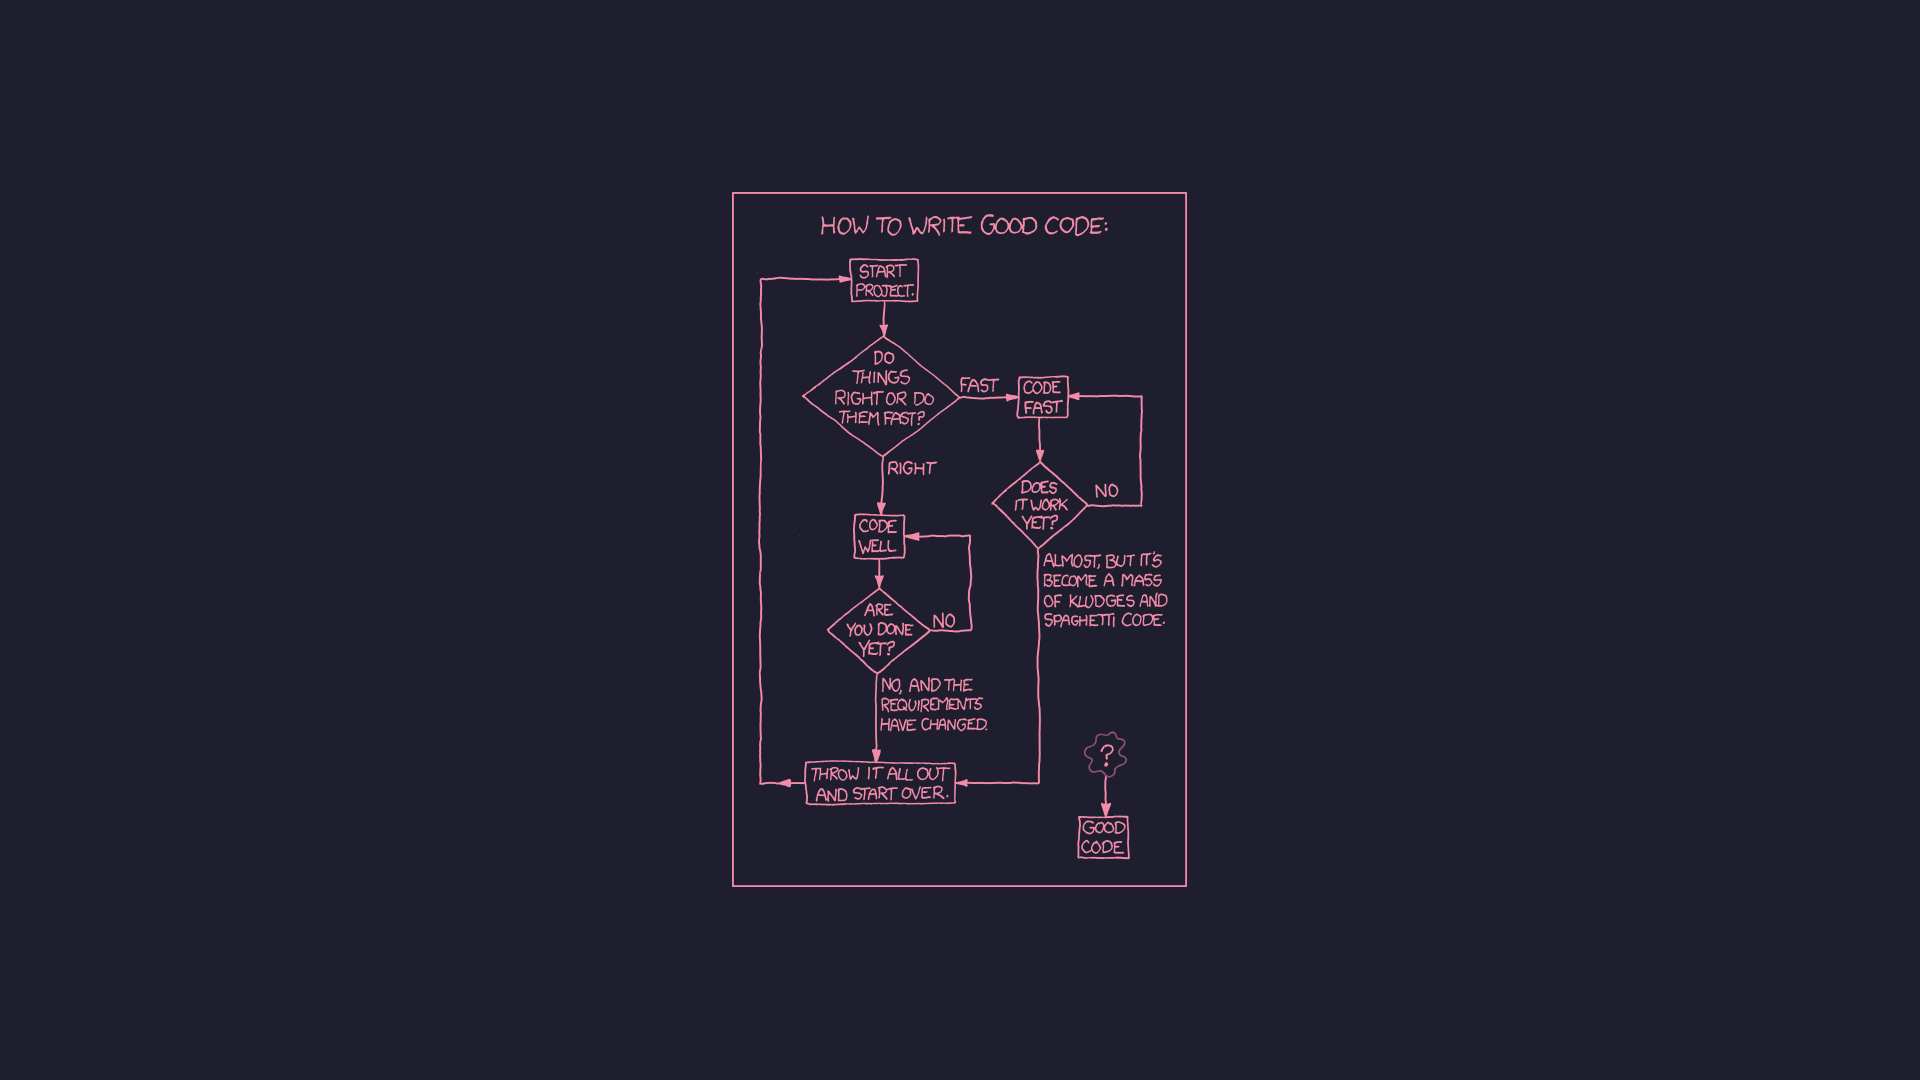 HOW TO WRITE GOOD CODE:
START
PROJECT.
DO
THINGS
RIGHT OR DO
THEM FAST?
FAST
CODE
FAST
RIGHT
DOES
IT WORK
YET?
NO
CODE
WELL
ALMOST, BUT IT'S
BECOME A MASS
OF KLUDGES AND
SPAGHETTI CODE.
ARE
YOU DONE
YET?
NO
NO, AND THE
REQUIREMENTS
HAVE CHANGED.
THROW IT ALL OUT
AND START OVER.
?
GOOD
CODE